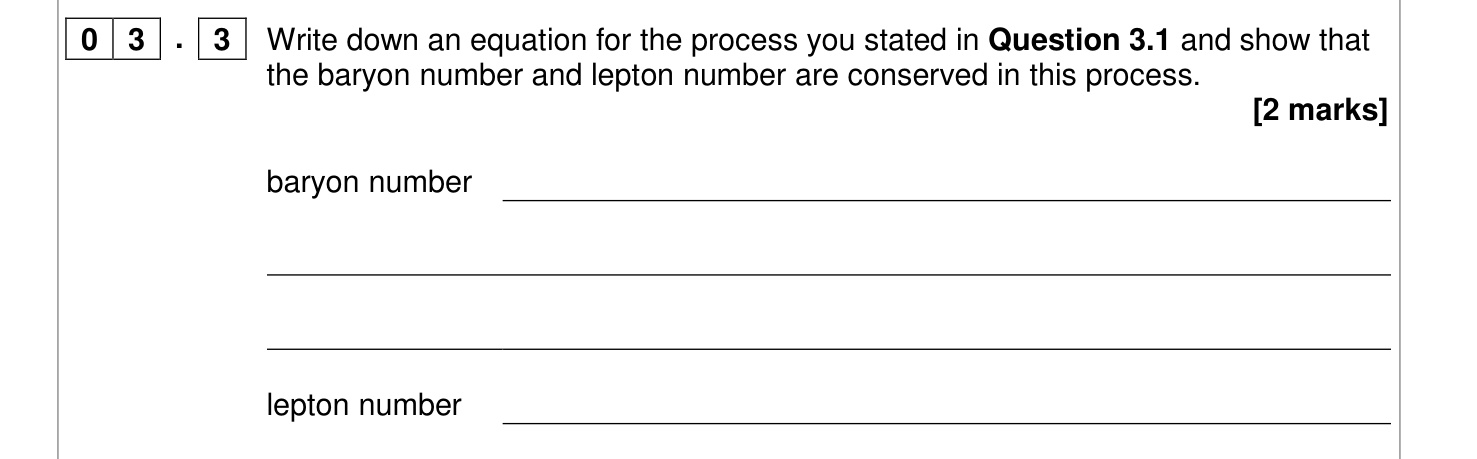 0 3 . 3 Write down an equation for the process you stated in Question 3.1 and show that
the baryon number and lepton number are conserved in this process.
[2 marks]
baryon number
lepton number